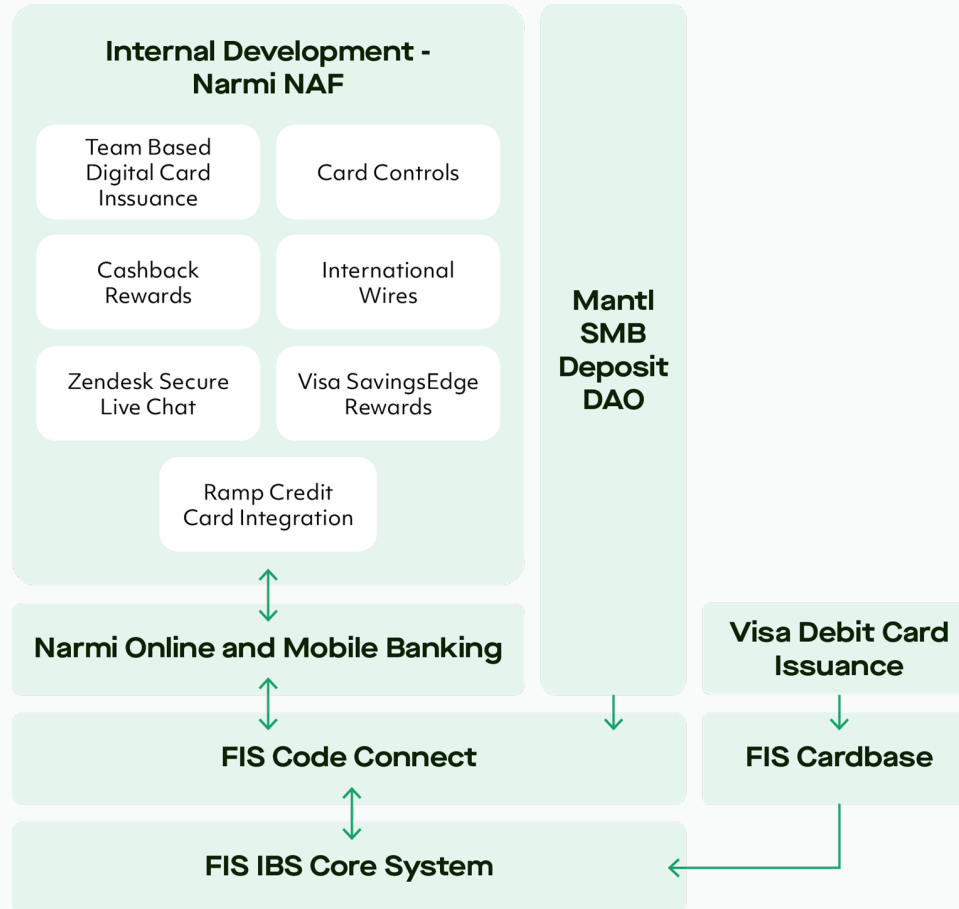 Internal Development -
Narmi NAF
Team Based
Digital Card
Inssuance
Card Controls
Cashback
Rewards
International
Wires
Zendesk Secure
Live Chat
Visa SavingsEdge
Rewards
Ramp Credit
Card Integration
Mantl
SMB
Deposit
DAO
Narmi Online and Mobile Banking
Visa Debit Card
Issuance
FIS Code Connect
FIS Cardbase
FIS IBS Core System